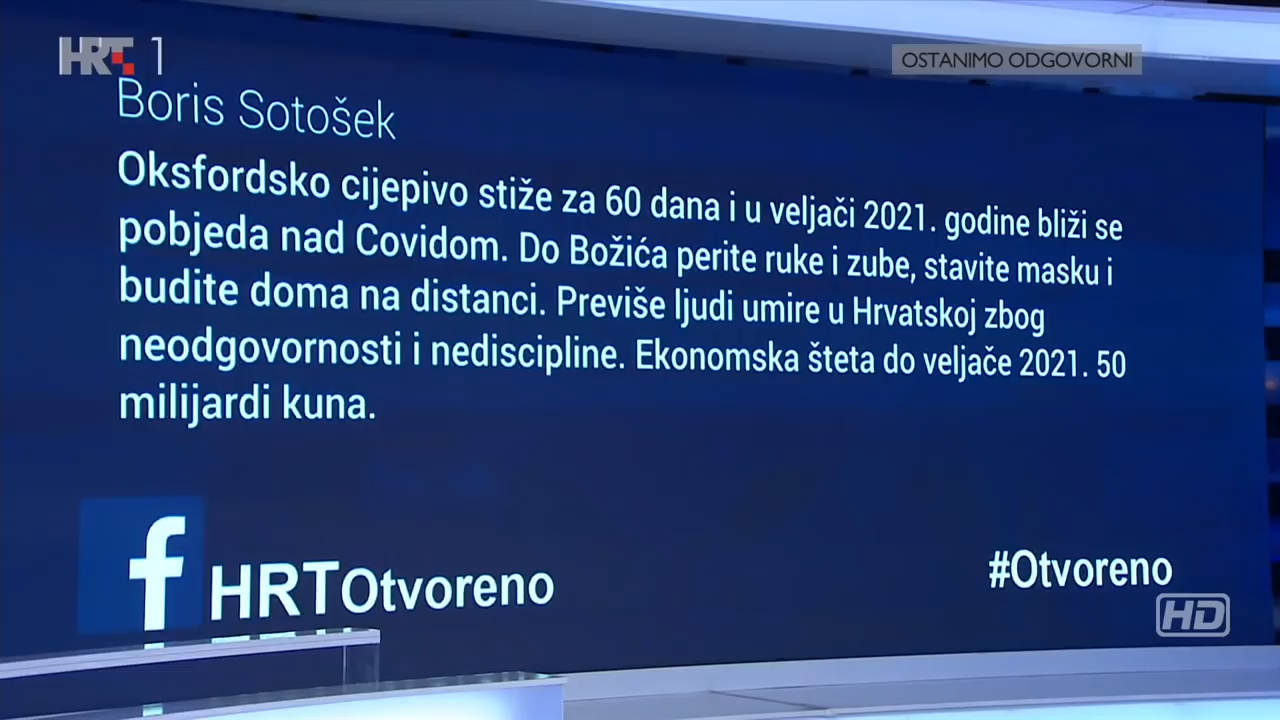 HRT 1
OSTANIMO ODGOVORNI
Boris Sotošek
Oksfordsko cijepivo stiže za 60 dana i u veljači 2021. godine bliži se
pobjeda nad Covidom. Do Božića perite ruke i zube, stavite masku i
budite doma na distanci. Previše ljudi umire u Hrvatskoj zbog
neodgovornosti i nediscipline. Ekonomska šteta do veljače 2021. 50
milijardi kuna.
f HRTOtvoreno
#Otvoreno
HD